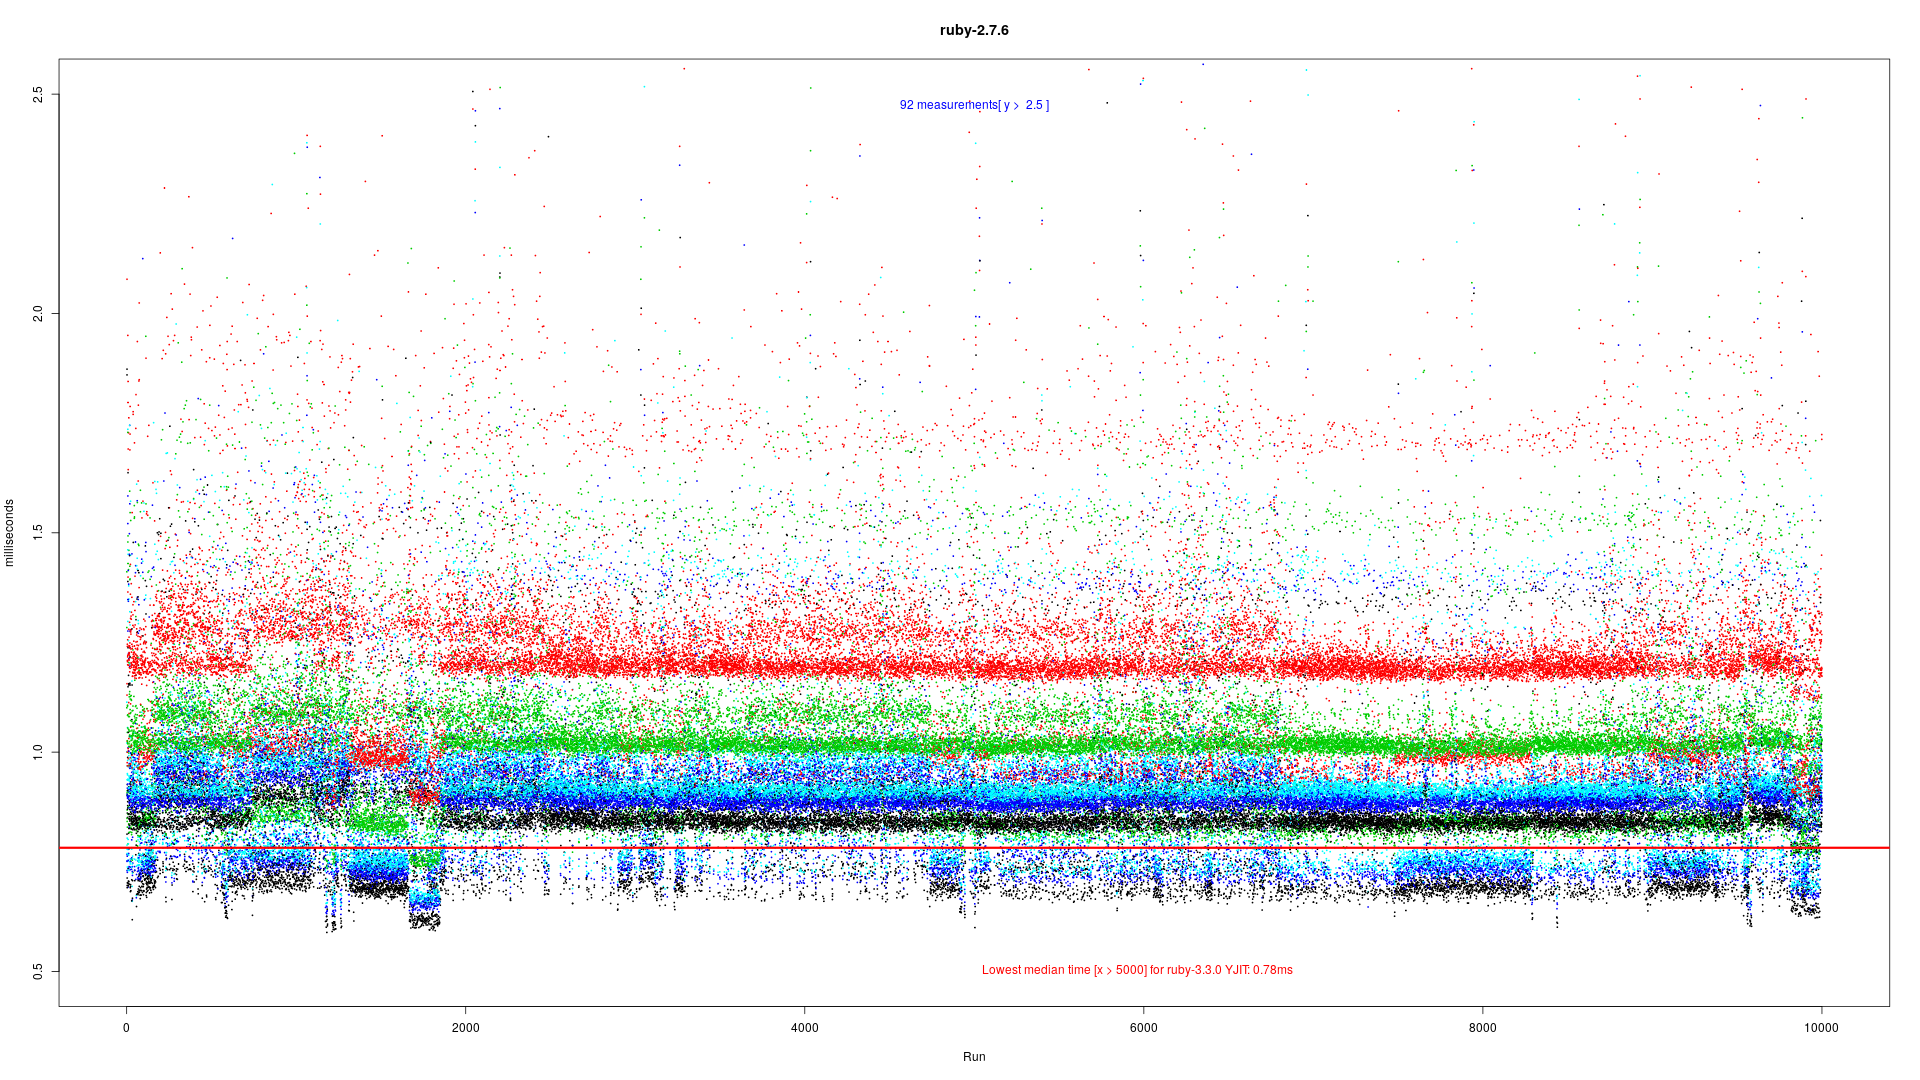 ruby-2.7.6
92 measurements[ y >  2.5 ]
milliseconds
2.5
2.0
1.5
1.0
0.5
Lowest median time [x > 5000] for ruby-3.3.0 YJIT: 0.78ms
0 2000 4000 6000 8000 10000
Run